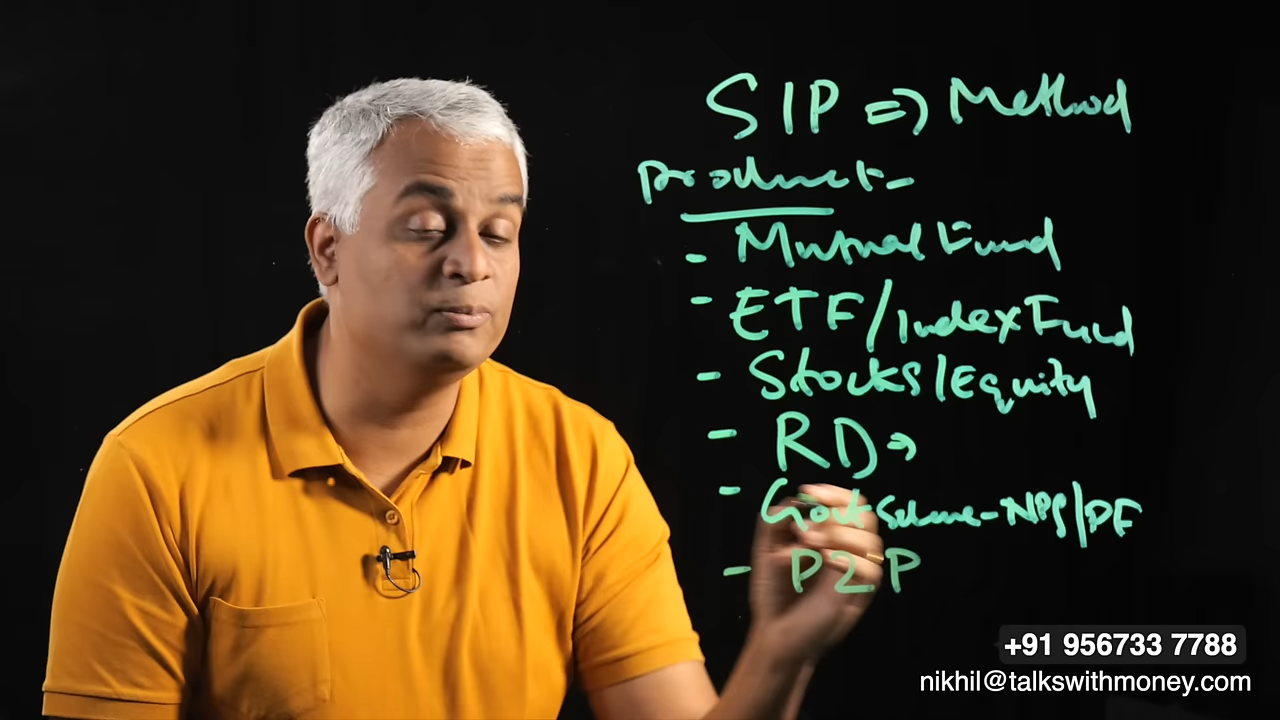 SIP => Method
Product-
- Mutual Fund
- ETF/Index Fund
- Stocks/Equity
- RD →
- Govt Scheme-NPS/PF
- P2P
+91 956733 7788
nikhil@talkswithmoney.com